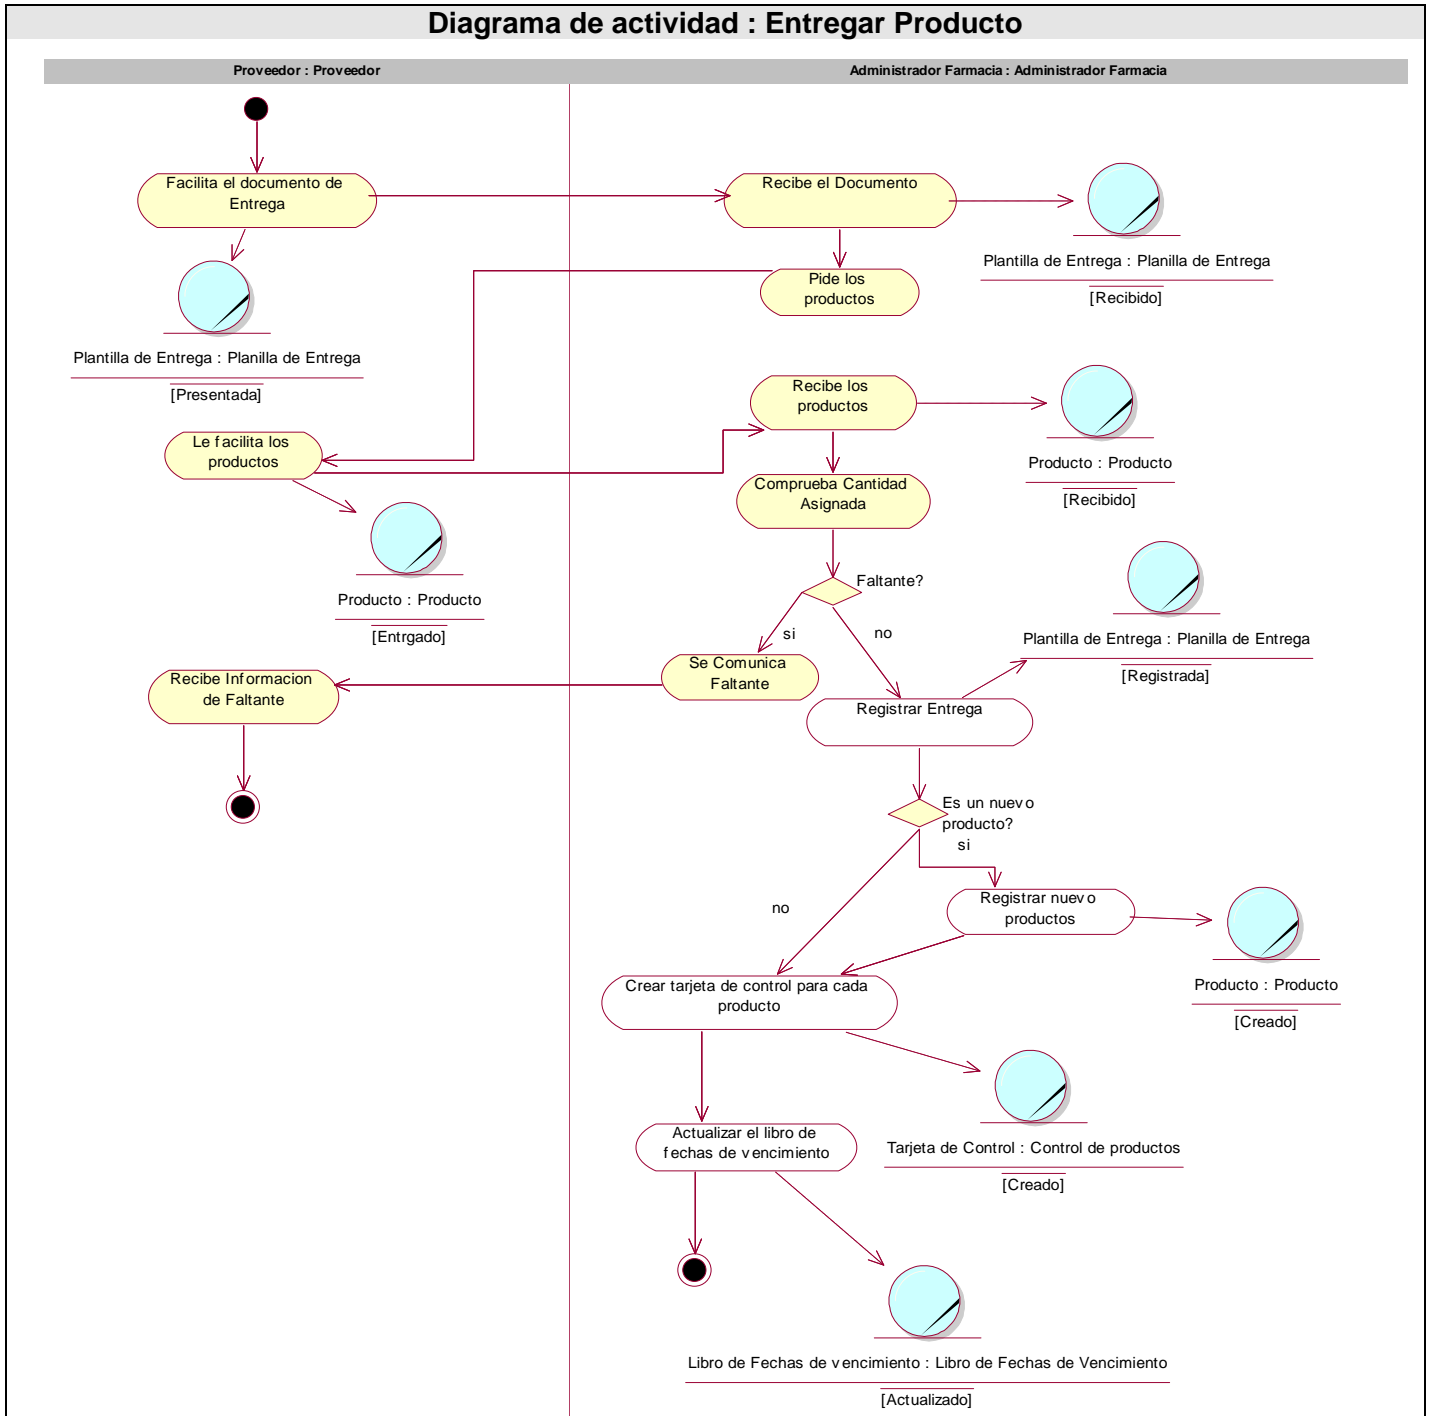 Diagrama de actividad : Entregar Producto
Proveedor : Proveedor
Administrador Farmacia : Administrador Farmacia
Facilita el documento de
Entrega
Recibe el Documento
Plantilla de Entrega : Planilla de Entrega
[Recibido]
Pide los
productos
Plantilla de Entrega : Planilla de Entrega
[Presentada]
Recibe los
productos
Le facilita los
productos
Producto : Producto
[Recibido]
Comprueba Cantidad
Asignada
Producto : Producto
[Entrgado]
Faltante?
si
no
Plantilla de Entrega : Planilla de Entrega
[Registrada]
Se Comunica
Faltante
Recibe Informacion
de Faltante
Registrar Entrega
Es un nuevo
producto?
si
no
Registrar nuevo
productos
Producto : Producto
[Creado]
Crear tarjeta de control para cada
producto
Actualizar el libro de
fechas de vencimiento
Tarjeta de Control : Control de productos
[Creado]
Libro de Fechas de vencimiento : Libro de Fechas de Vencimiento
[Actualizado]